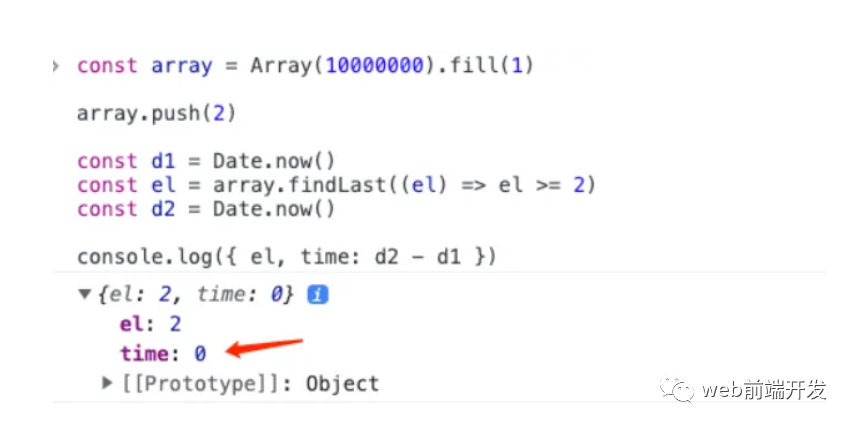 const array = Array(10000000).fill(1)
array.push(2)
const d1 = Date.now()
const el = array.findLast((el) => el >= 2)
const d2 = Date.now()
console.log({ el, time: d2 - d1 })
▼{el: 2, time: 0} i
el: 2
time: 0
▶[[Prototype]]: Object
web前端开发